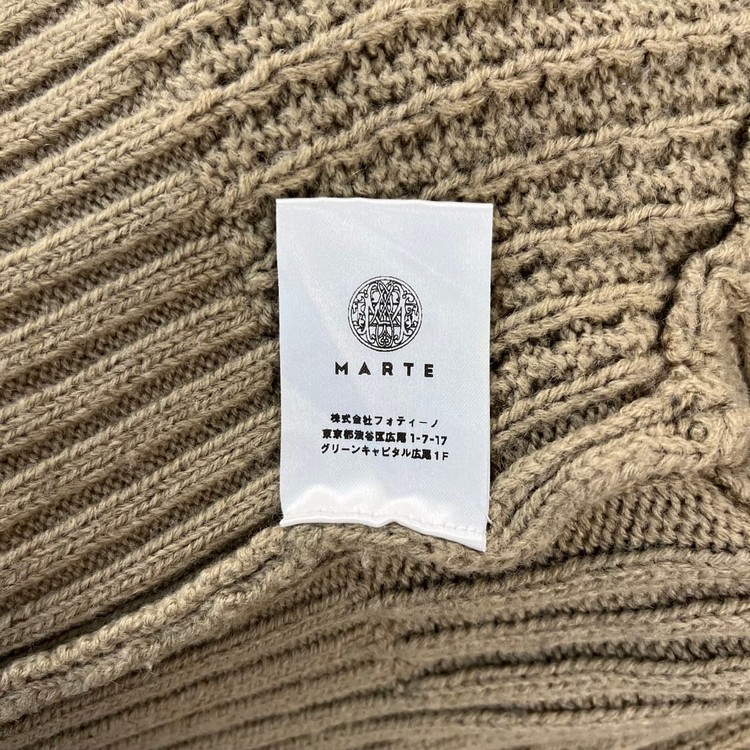 MARTE
株式会社フォティーノ
東京都渋谷区広尾 1-7-17
グリーンキャピタル広尾 1F